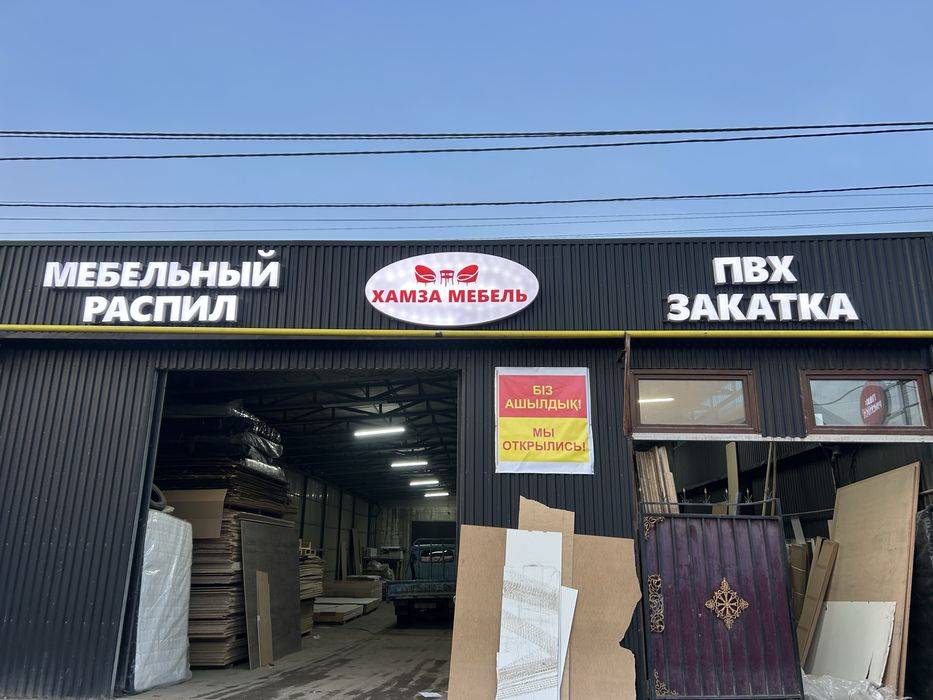 МЕБЕЛЬНЫЙ
РАСПИЛ
ХАМЗА МЕБЕЛЬ
ПВХ
ЗАКАТКА
БІЗ
АШЫЛДЫҚ!
МЫ
ОТКРЫЛИСЬ!